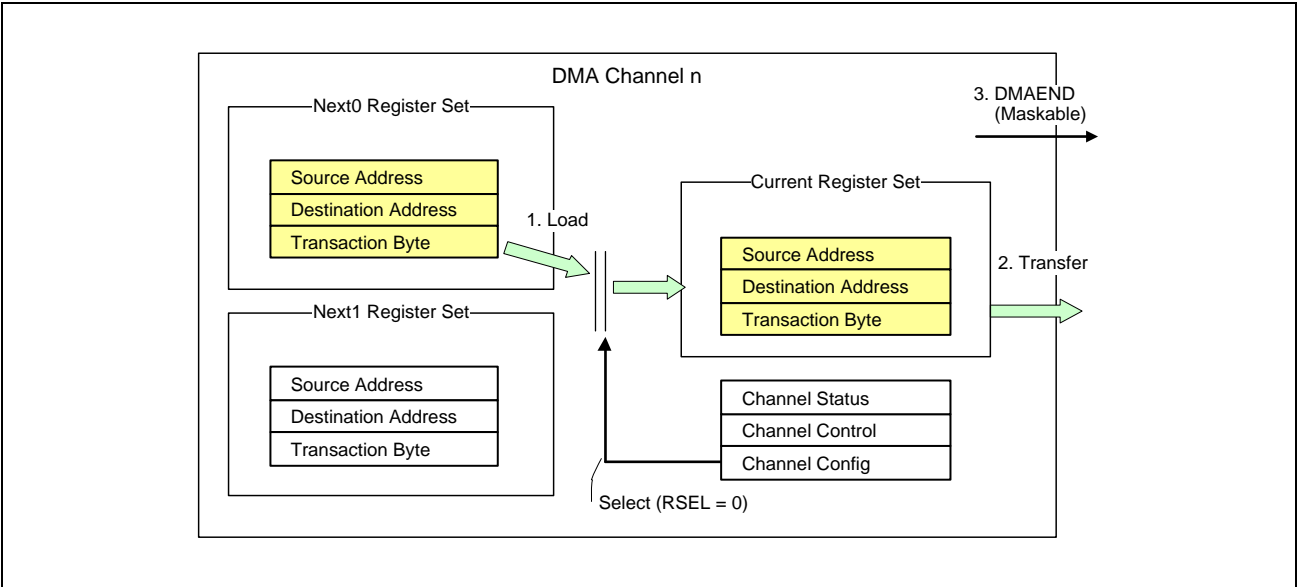 DMA Channel n
Next0 Register Set
Source Address
Destination Address
Transaction Byte
1. Load
Next1 Register Set
Source Address
Destination Address
Transaction Byte
3. DMAEND
(Maskable)
Current Register Set
Source Address
Destination Address
Transaction Byte
2. Transfer
Channel Status
Channel Control
Channel Config
Select (RSEL = 0)